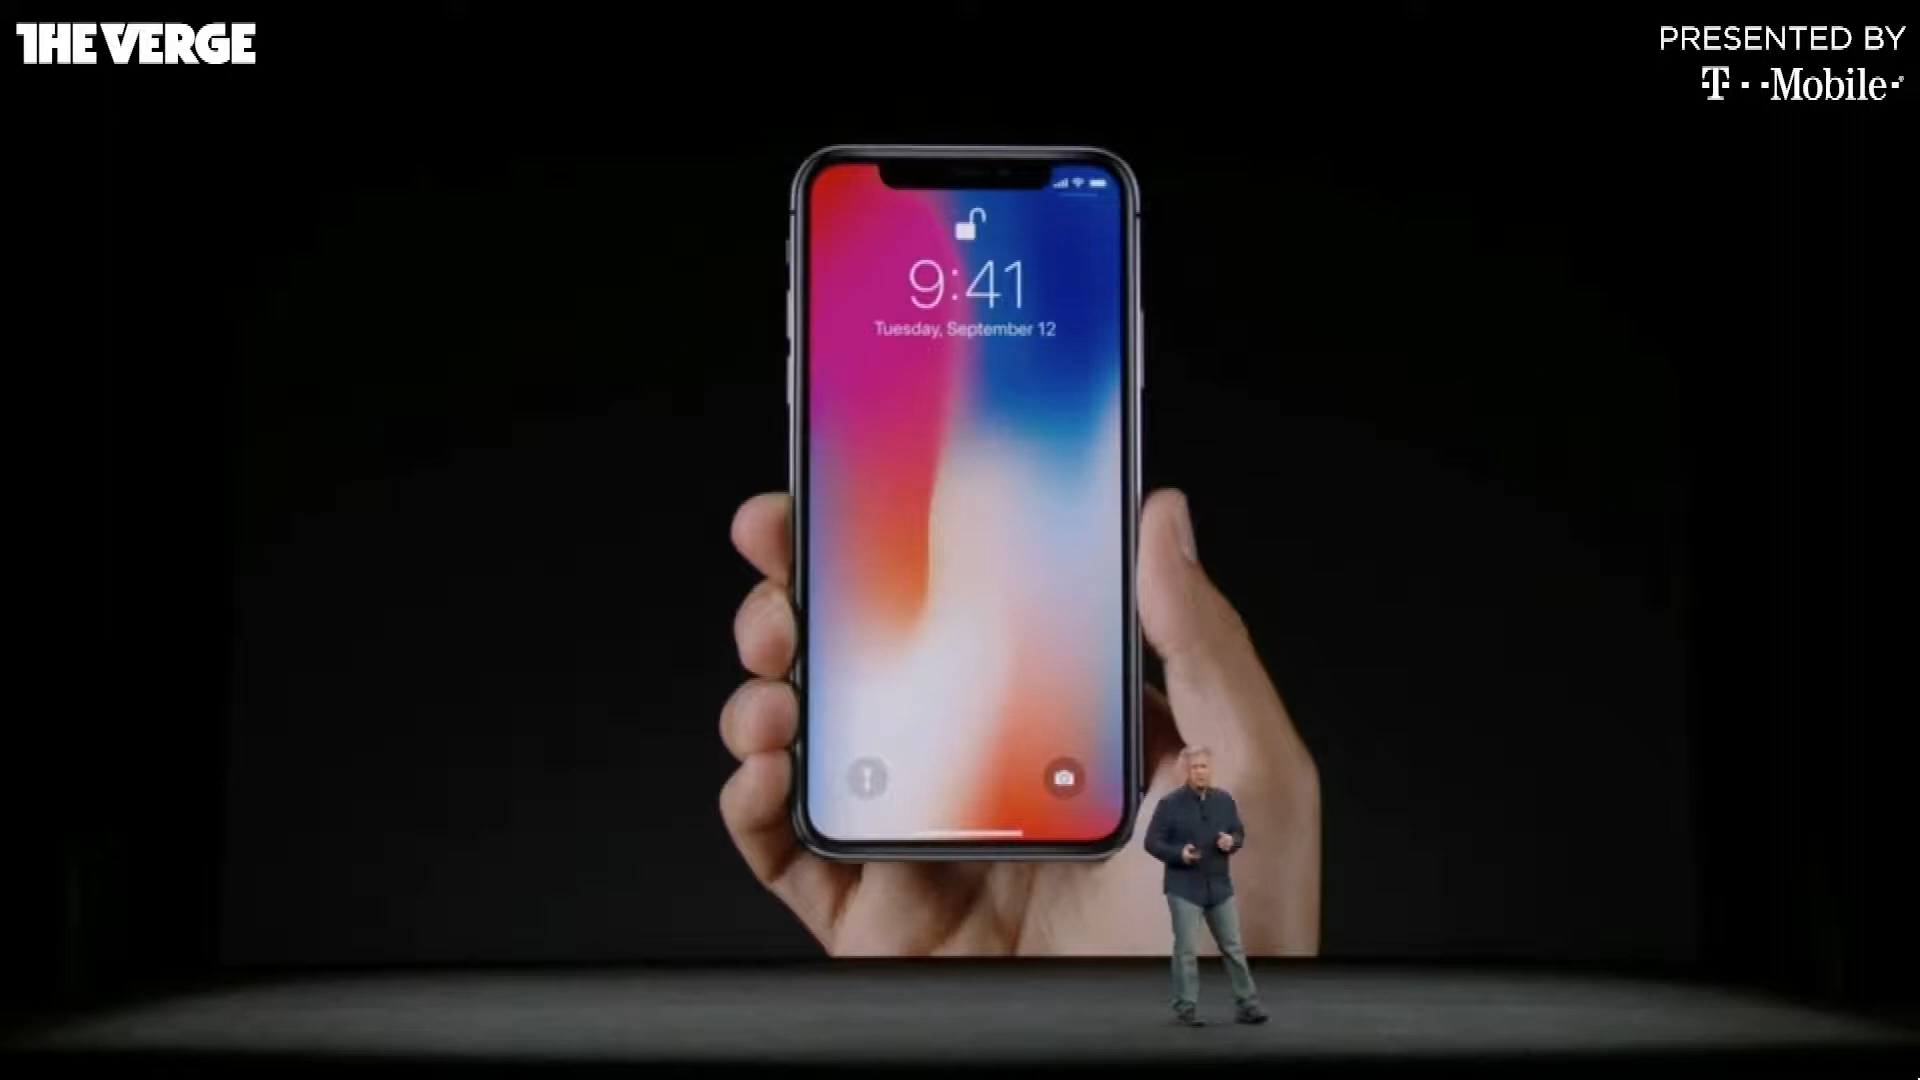 THE VERGE
PRESENTED BY
T··Mobile·
9:41
Tuesday, September 12